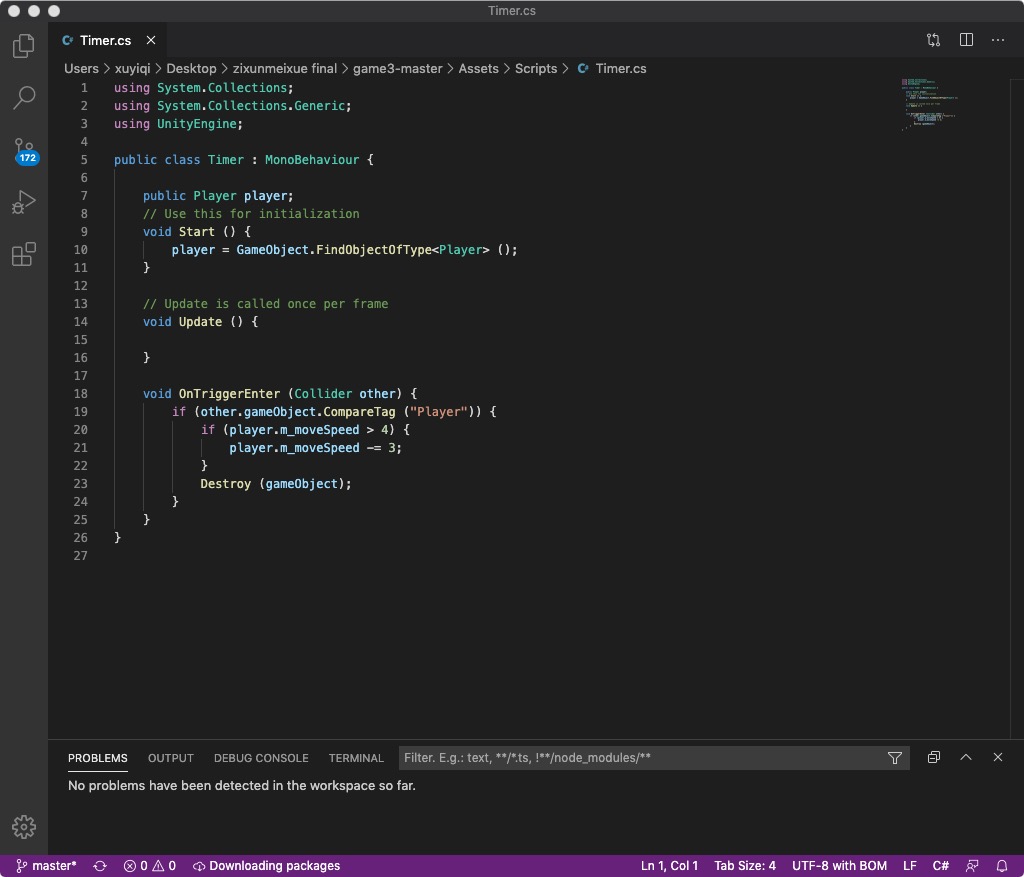 Timer.cs
Timer.cs
Users > xuyiqi > Desktop > zixunmeixue final > game3-master > Assets > Scripts > C# Timer.cs
1 using System.Collections;
2 using System.Collections.Generic;
3 using UnityEngine;
4
5 public class Timer : MonoBehaviour {
6
7 public Player player;
8 // Use this for initialization
9 void Start () {
10 player = GameObject.FindObjectOfType<Player> ();
11 }
12
13 // Update is called once per frame
14 void Update () {
15
16 }
17
18 void OnTriggerEnter (Collider other) {
19 if (other.gameObject.CompareTag ("Player")) {
20 if (player.m_moveSpeed > 4) {
21 player.m_moveSpeed -= 3;
22 }
23 Destroy (gameObject);
24 }
25 }
26 }
27
172
PROBLEMS OUTPUT DEBUG CONSOLE TERMINAL Filter. E.g.: text, **/*.ts, !**/node_modules/**
No problems have been detected in the workspace so far.
master* 0 0 Downloading packages Ln 1, Col 1 Tab Size: 4 UTF-8 with BOM LF C#